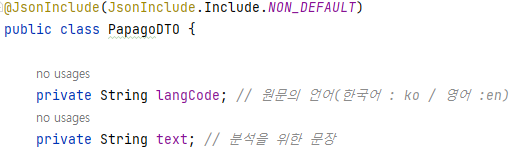 @JsonInclude(JsonInclude.Include.NON_DEFAULT)
public class PapagoDTO {
no usages
private String langCode; // 원문의 언어(한국어 : ko / 영어 :en)
no usages
private String text; // 분석을 위한 문장